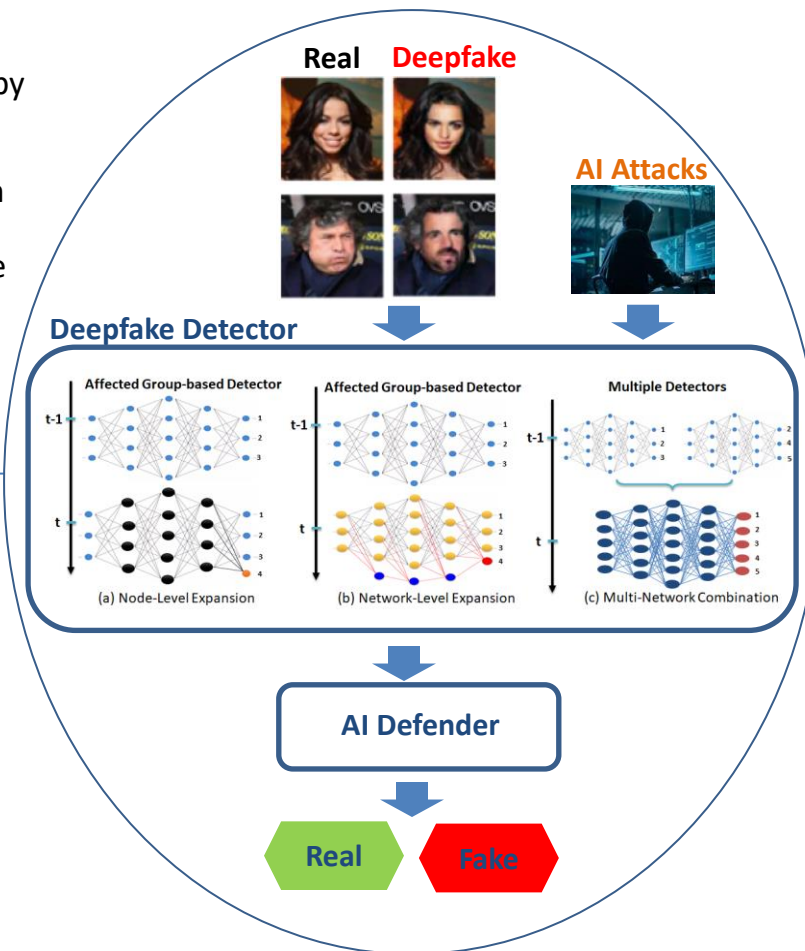 by
Real Deepfake
AI Attacks
OVS
Deepfake Detector
Affected Group-based Detector
t-1
1
2
3
t
1
2
3
4
(a) Node-Level Expansion
Affected Group-based Detector
t-1
1
2
3
t
1
2
3
4
(b) Network-Level Expansion
Multiple Detectors
t-1
1
2
3
2
4
5
t
1
2
3
4
5
(c) Multi-Network Combination
AI Defender
Real Fake